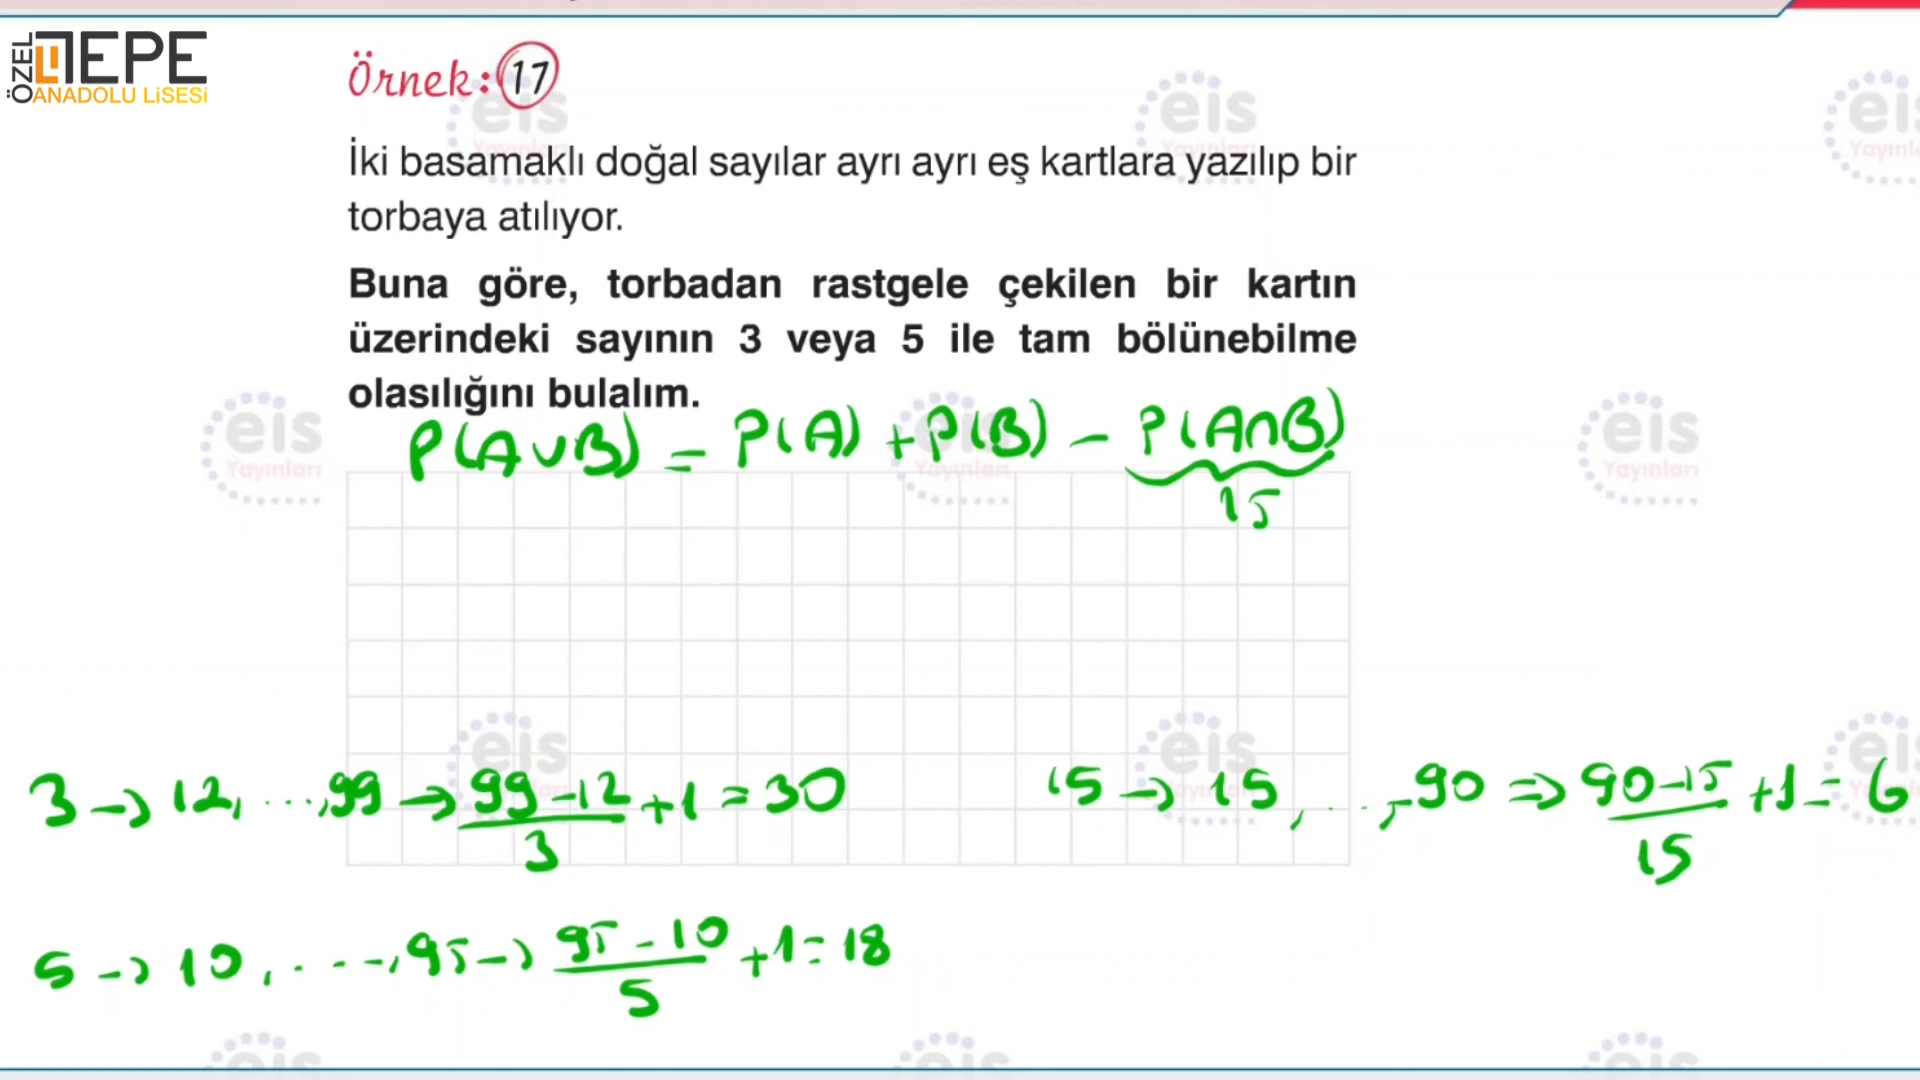 ÖZEL TEPE
ANADOLU LİSESİ
Örnek: 17
İki basamaklı doğal sayılar ayrı ayrı eş kartlara yazılıp bir
torbaya atılıyor.
Buna göre, torbadan rastgele çekilen bir kartın
üzerindeki sayının 3 veya 5 ile tam bölünebilme
olasılığını bulalım.
P(A∪B) = P(A) + P(B) - P(A∩B)
15
3 → 12, ..., 99 → (99-12)/3 + 1 = 30
15 → 15, ..., 90 ⇒ (90-15)/15 + 1 = 6
5 → 10, ..., 95 → (95-10)/5 + 1 = 18
eis Yayınları